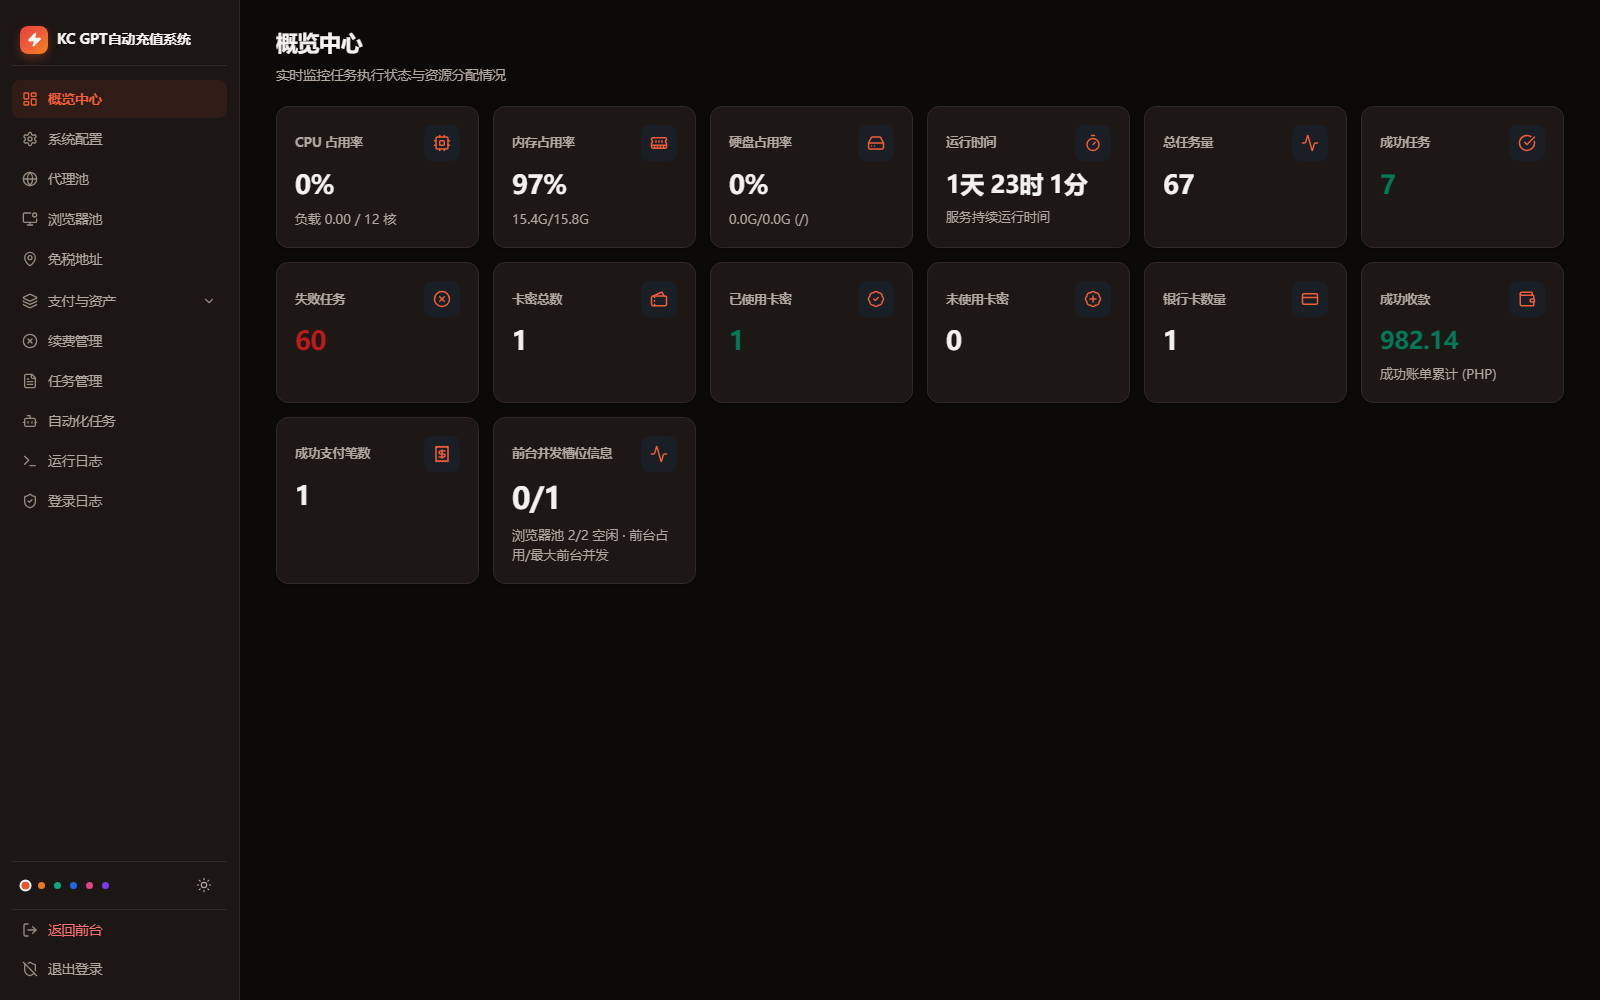 KC GPT自动充值系统
概览中心
系统配置
代理池
浏览器池
免税地址
支付与资产
续费管理
任务管理
自动化任务
运行日志
登录日志
返回前台
退出登录
概览中心
实时监控任务执行状态与资源分配情况
CPU 占用率
0%
负载 0.00 / 12 核
内存占用率
97%
15.4G/15.8G
硬盘占用率
0%
0.0G/0.0G (/)
运行时间
1天 23时 1分
服务持续运行时间
总任务量
67
成功任务
7
失败任务
60
卡密总数
1
已使用卡密
1
未使用卡密
0
银行卡数量
1
成功收款
982.14
成功账单累计 (PHP)
成功支付笔数
1
前台并发槽位信息
0/1
浏览器池 2/2 空闲 · 前台占
用/最大前台并发